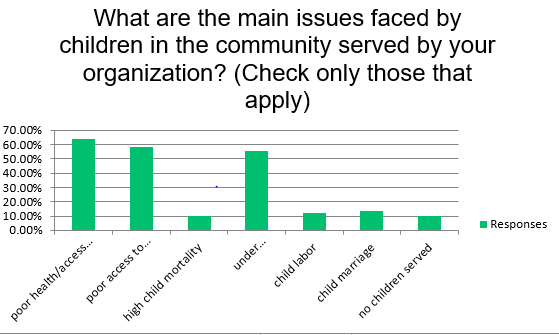 What are the main issues faced by
children in the community served by your
organization? (Check only those that
apply)
70.00%
60.00%
50.00%
40.00%
30.00%
20.00%
10.00%
0.00%
poor health/access...
poor access to...
high child mortality
under...
child labor
child marriage
no children served
Responses